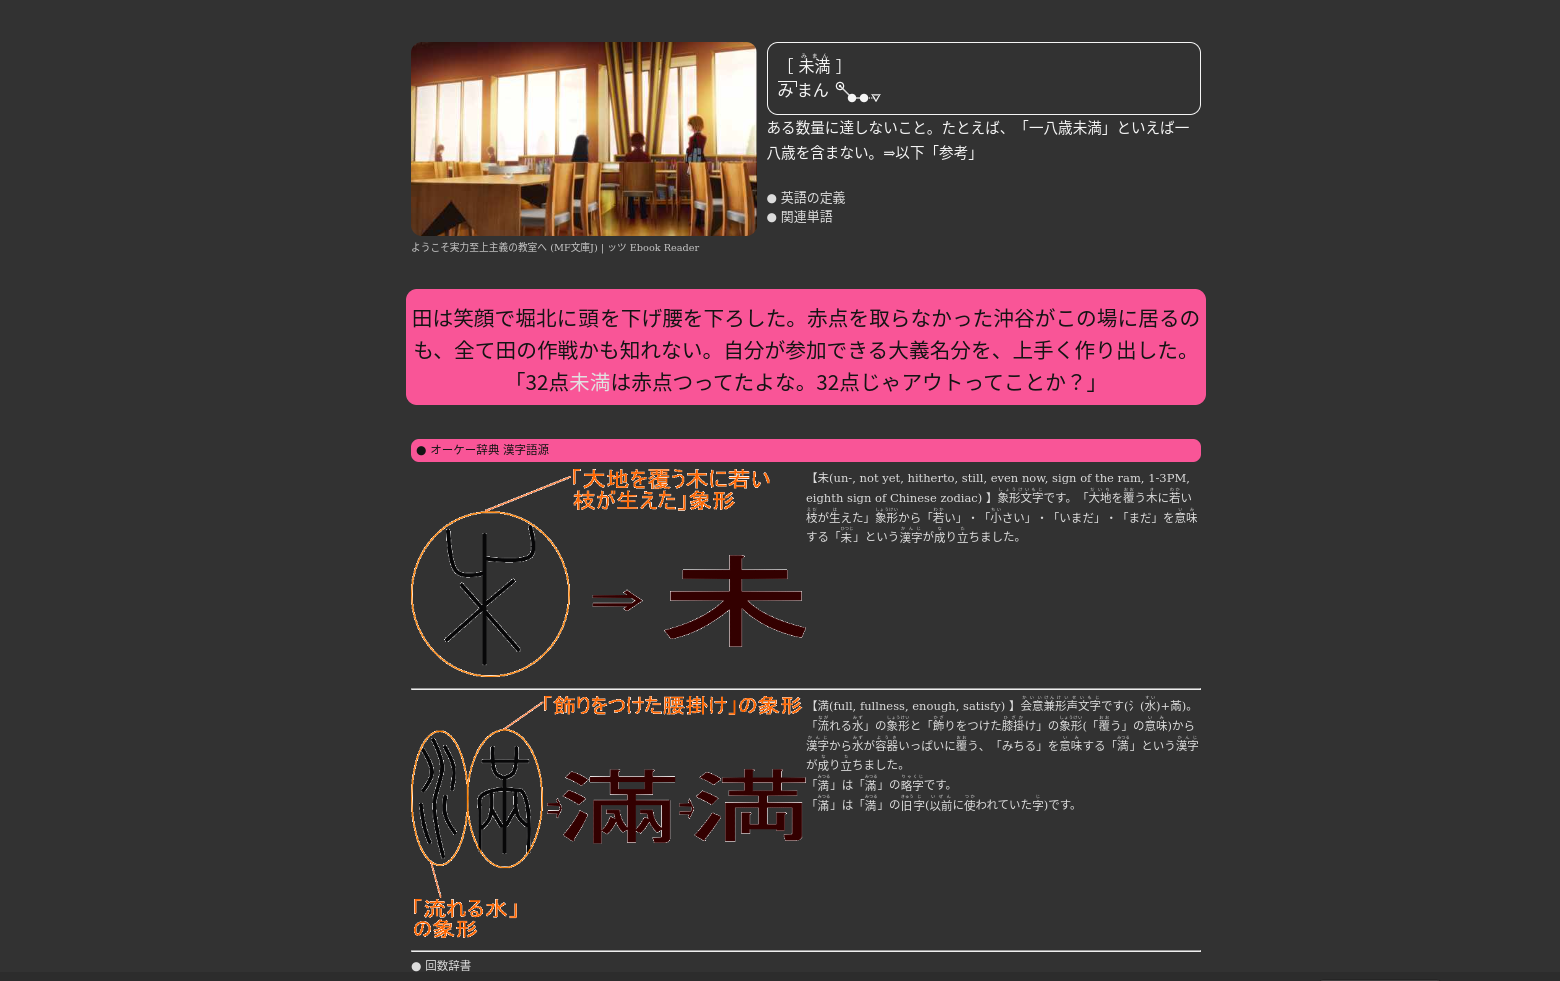 ［ 未満 ］
みまん
ある数量に達しないこと。たとえば、「一八歳未満」といえば一
八歳を含まない。⇒以下「参考」
● 英語の定義
● 関連単語
ようこそ実力至上主義の教室へ (MF文庫J) | ッツ Ebook Reader
田は笑顔で堀北に頭を下げ腰を下ろした。赤点を取らなかった沖谷がこの場に居るの
も、全て田の作戦かも知れない。自分が参加できる大義名分を、上手く作り出した。
「32点未満は赤点つってたよな。32点じゃアウトってことか？」
● オーケー辞典 漢字語源
「大地を覆う木に若い
枝が生えた」象形
未
【未(un-, not yet, hitherto, still, even now, sign of the ram, 1-3PM,
eighth sign of Chinese zodiac) 】象形文字です。「大地を覆う木に若い
枝が生えた」象形から「若い」・「小さい」・「いまだ」・「まだ」を意味
する「未」という漢字が成り立ちました。
「飾りをつけた腰掛け」の象形
滿
満
「流れる水」
の象形
【満(full, fullness, enough, satisfy) 】会意兼形声文字です(氵(水)+㒼)。
「流れる水」の象形と「飾りをつけた膝掛け」の象形(「覆う」の意味)から
漢字から水が容器いっぱいに覆う、「みちる」を意味する「満」という漢字
が成り立ちました。
「満」は「滿」の略字です。
「滿」は「満」の旧字(以前に使われていた字)です。
● 回数辞書